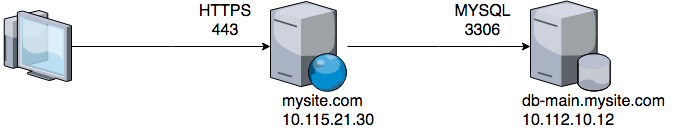 HTTPS
443
MYSQL
3306
mysite.com
10.115.21.30
db-main.mysite.com
10.112.10.12